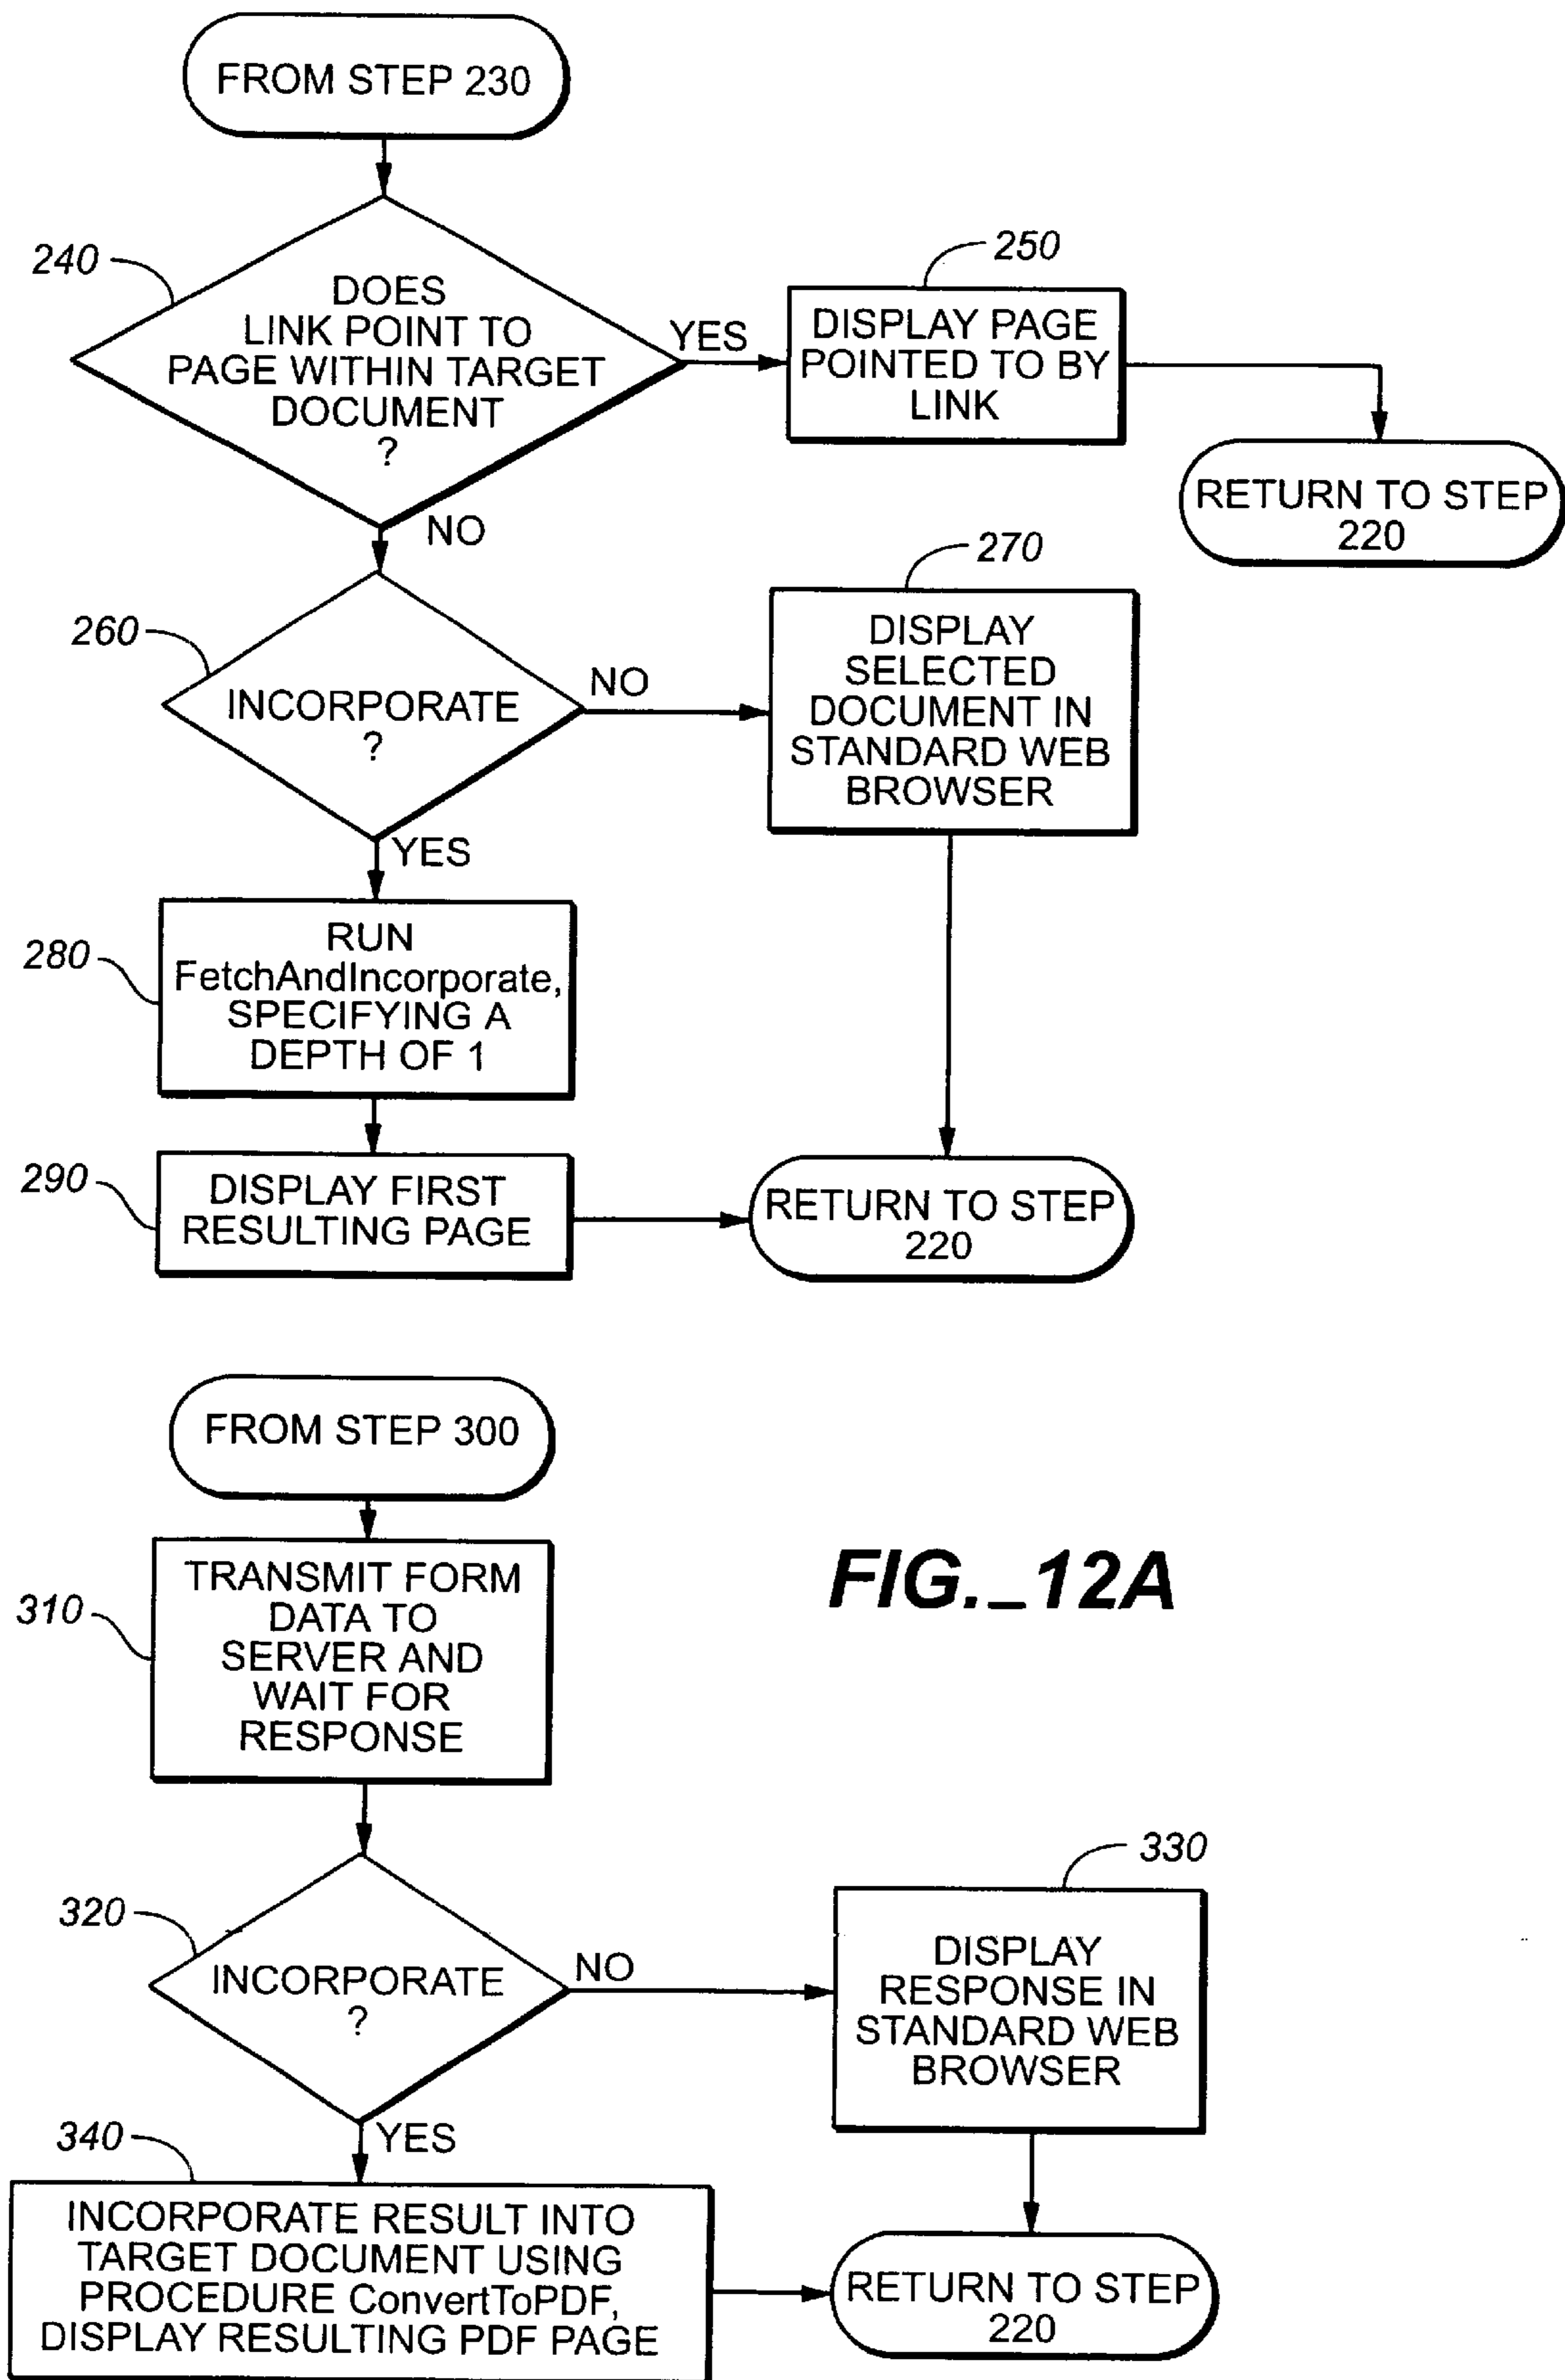 FROM STEP 230
240
DOES
LINK POINT TO
PAGE WITHIN TARGET
DOCUMENT
?
YES
250
DISPLAY PAGE
POINTED TO BY
LINK
RETURN TO STEP
220
NO
260
INCORPORATE
?
NO
270
DISPLAY
SELECTED
DOCUMENT IN
STANDARD WEB
BROWSER
YES
280
RUN
FetchAndIncorporate,
SPECIFYING A
DEPTH OF 1
290
DISPLAY FIRST
RESULTING PAGE
RETURN TO STEP
220
FROM STEP 300
310
TRANSMIT FORM
DATA TO
SERVER AND
WAIT FOR
RESPONSE
FIG._12A
320
INCORPORATE
?
NO
330
DISPLAY
RESPONSE IN
STANDARD WEB
BROWSER
YES
340
INCORPORATE RESULT INTO
TARGET DOCUMENT USING
PROCEDURE ConvertToPDF,
DISPLAY RESULTING PDF PAGE
RETURN TO STEP
220